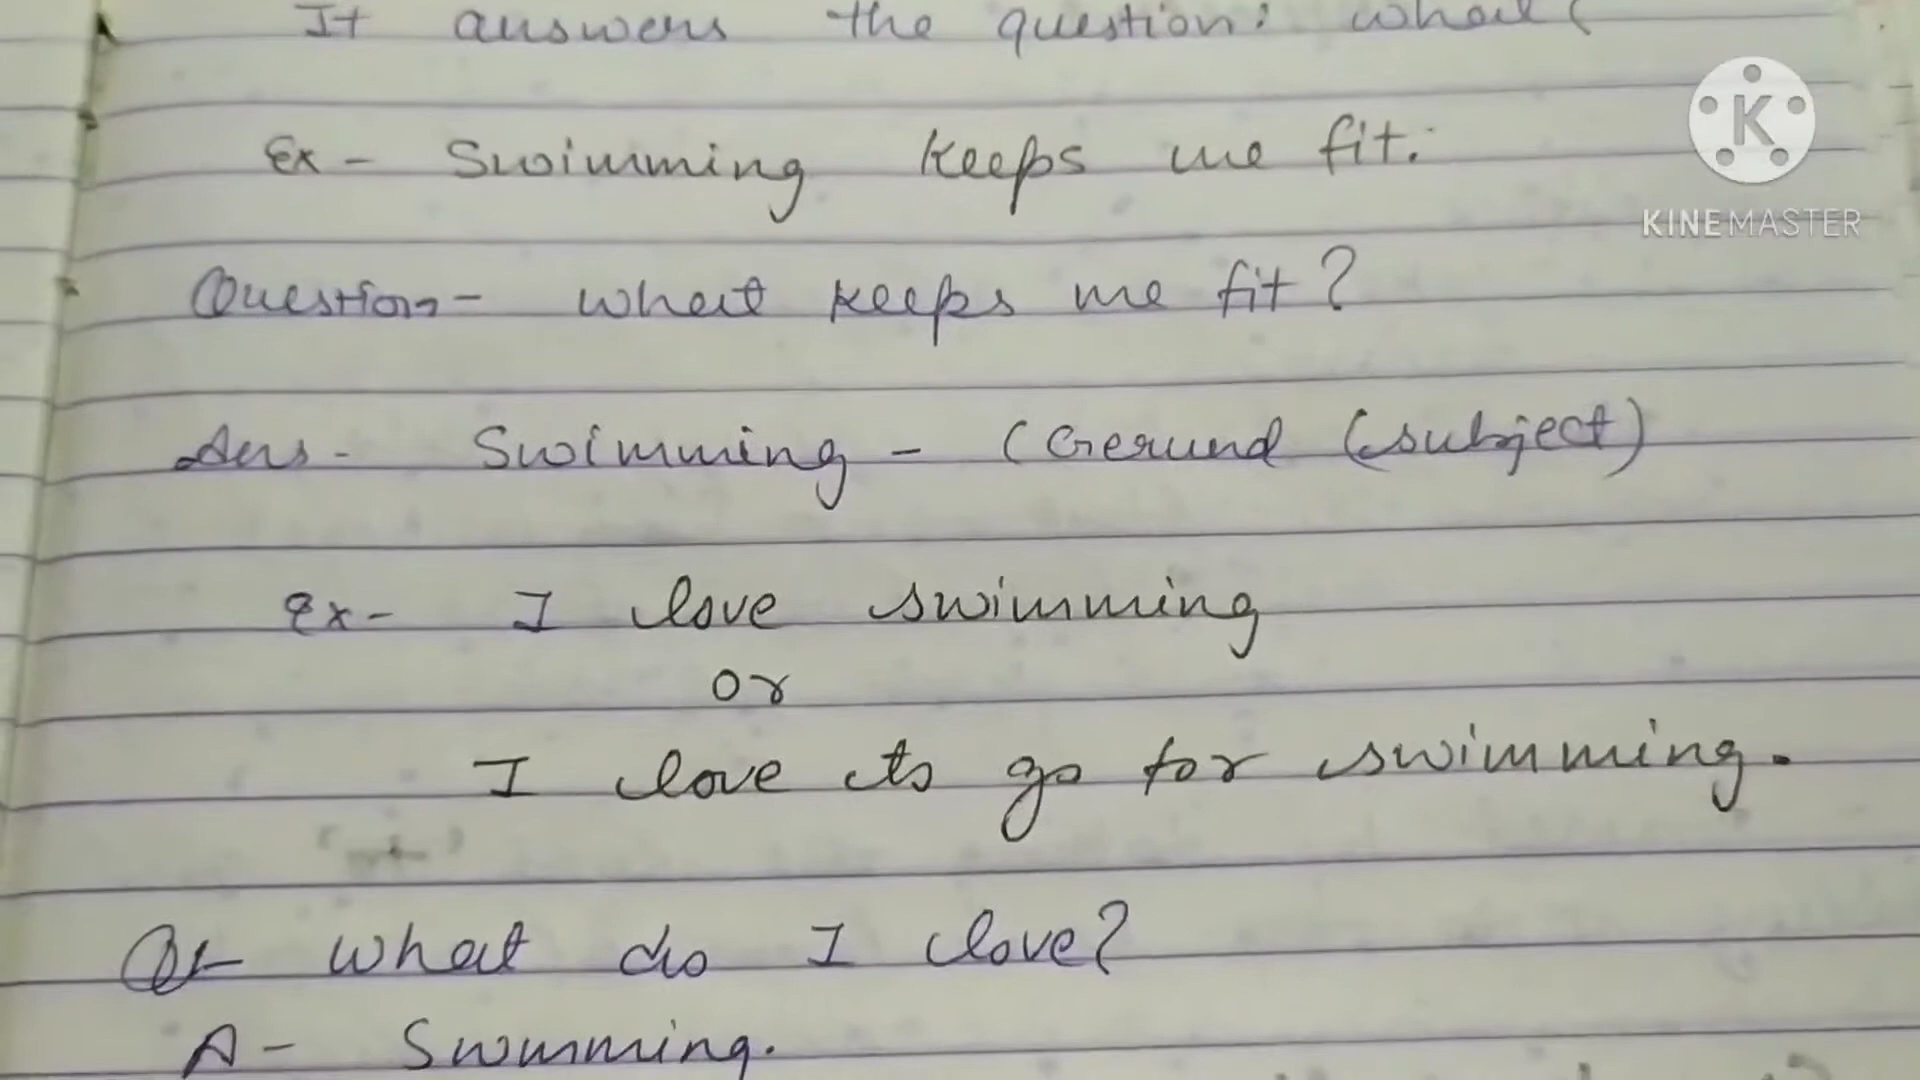 It answers the question: what?
Ex - Swimming keeps me fit.
Question - what keeps me fit?
Ans - Swimming - (Gerund (subject)
Ex - I love swimming
or
I love to go for swimming.
Q - What do I love?
A - Swimming.
K
KINEMASTER